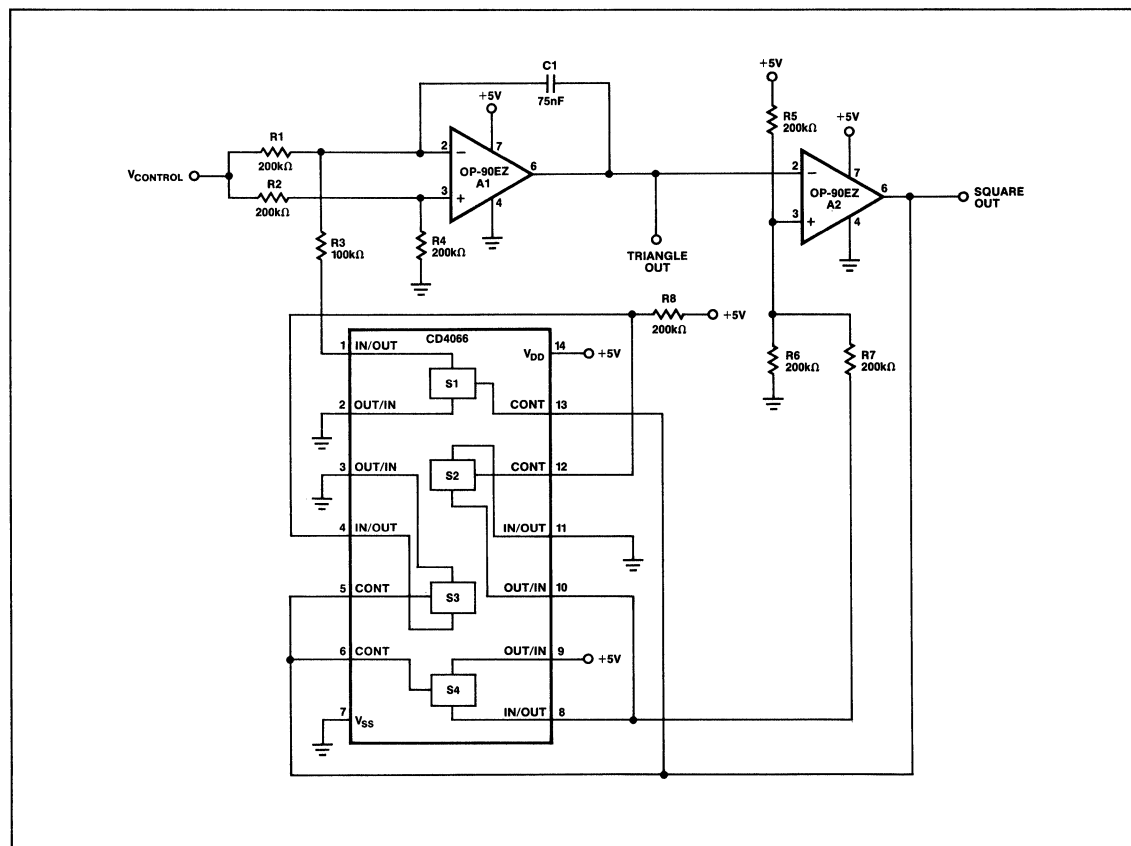 C1
75nF
+5V
R1
200kΩ
VCONTROL
R2
200kΩ
2
−
7
OP-90EZ
A1
6
3
+
4
R3
100kΩ
R4
200kΩ
TRIANGLE
OUT
+5V
R5
200kΩ
+5V
2
−
7
OP-90EZ
A2
6
3
+
4
SQUARE
OUT
R8
200kΩ
+5V
R6
200kΩ
R7
200kΩ
CD4066
1 IN/OUT
VDD 14
+5V
S1
2 OUT/IN
CONT 13
3 OUT/IN
S2
CONT 12
4 IN/OUT
IN/OUT 11
5 CONT
S3
OUT/IN 10
6 CONT
OUT/IN 9
+5V
S4
7 VSS
IN/OUT 8